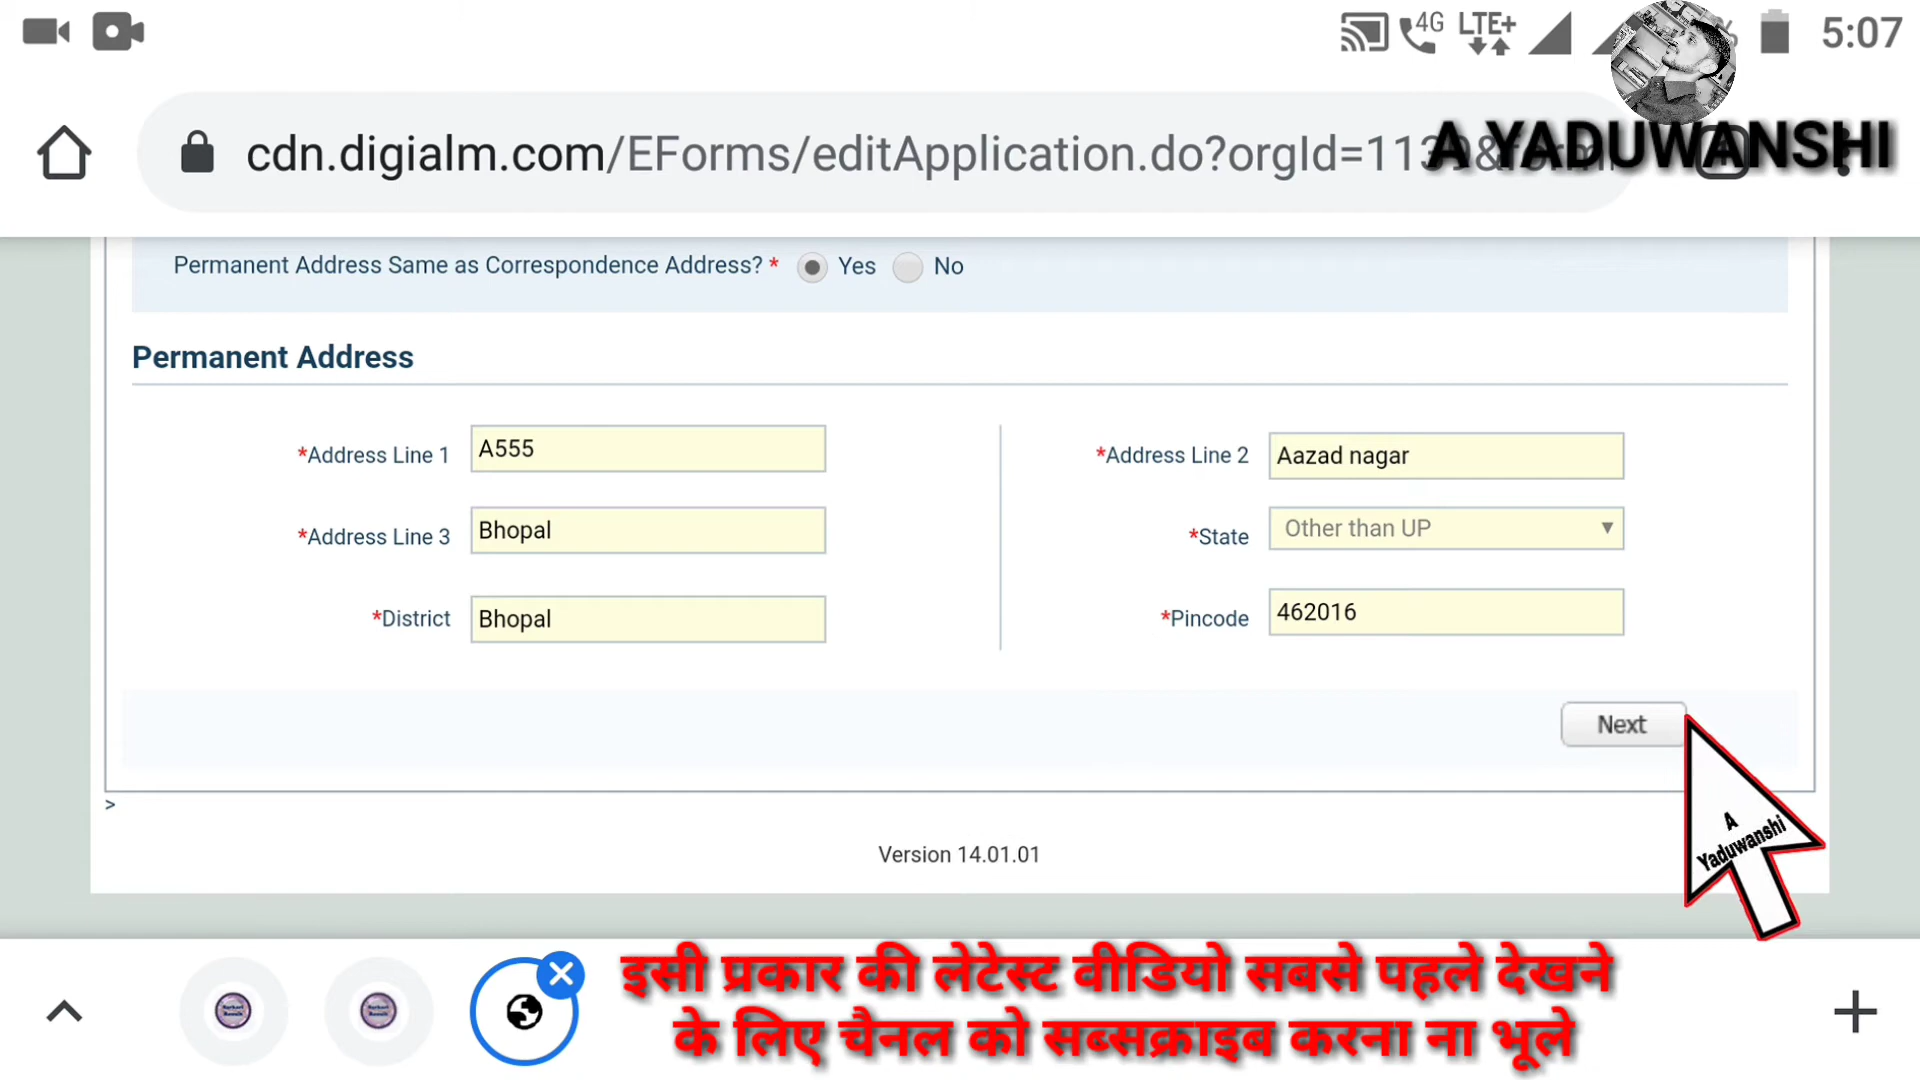 4G LTE+ 5:07
cdn.digialm.com/EForms/editApplication.do?orgId=1139&formI
A YADUWANSHI
Permanent Address Same as Correspondence Address? * Yes No
Permanent Address
*Address Line 1 A555 *Address Line 2 Aazad nagar
*Address Line 3 Bhopal *State Other than UP
*District Bhopal *Pincode 462016
Next
A
Yaduwanshi
>
Version 14.01.01
इसी प्रकार की लेटेस्ट वीडियो सबसे पहले देखने
के लिए चैनल को सब्सक्राइब करना ना भूले